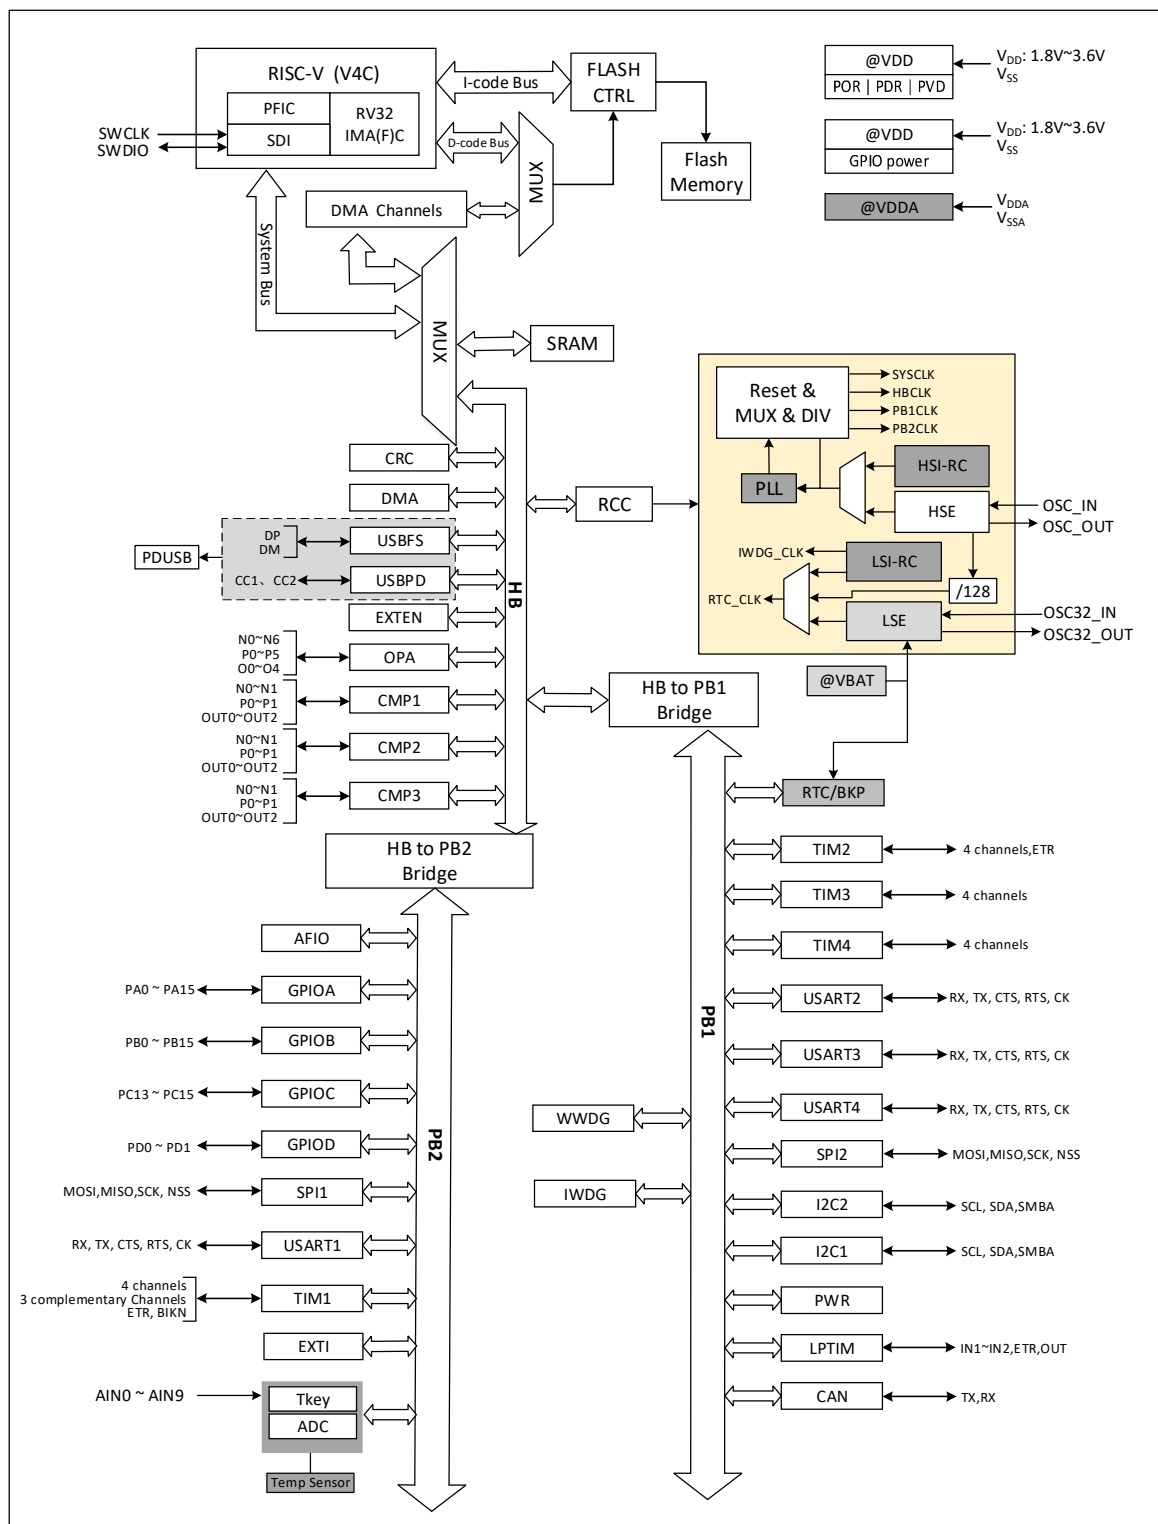 RISC-V (V4C)
PFIC
SDI
RV32
IMA(F)C
SWCLK
SWDIO
I-code Bus
D-code Bus
FLASH
CTRL
MUX
Flash
Memory
@VDD
POR | PDR | PVD
VDD: 1.8V~3.6V
VSS
@VDD
GPIO power
VDD: 1.8V~3.6V
VSS
@VDDA
VDDA
VSSA
DMA Channels
System Bus
MUX
SRAM
Reset &
MUX & DIV
SYSCLK
HBCLK
PB1CLK
PB2CLK
PLL
HSI-RC
HSE
OSC_IN
OSC_OUT
IWDG_CLK
LSI-RC
RTC_CLK
/128
LSE
OSC32_IN
OSC32_OUT
@VBAT
RCC
HB
CRC
DMA
PDUSB
DP
DM
USBFS
CC1、CC2
USBPD
EXTEN
N0~N6
P0~P5
O0~O4
OPA
N0~N1
P0~P1
OUT0~OUT2
CMP1
N0~N1
P0~P1
OUT0~OUT2
CMP2
N0~N1
P0~P1
OUT0~OUT2
CMP3
HB to PB1
Bridge
HB to PB2
Bridge
PB2
AFIO
PA0 ~ PA15
GPIOA
PB0 ~ PB15
GPIOB
PC13 ~ PC15
GPIOC
PD0 ~ PD1
GPIOD
MOSI,MISO,SCK, NSS
SPI1
RX, TX, CTS, RTS, CK
USART1
4 channels
3 complementary Channels
ETR, BIKN
TIM1
EXTI
AIN0 ~ AIN9
Tkey
ADC
Temp Sensor
PB1
WWDG
IWDG
RTC/BKP
TIM2
4 channels,ETR
TIM3
4 channels
TIM4
4 channels
USART2
RX, TX, CTS, RTS, CK
USART3
RX, TX, CTS, RTS, CK
USART4
RX, TX, CTS, RTS, CK
SPI2
MOSI,MISO,SCK, NSS
I2C2
SCL, SDA,SMBA
I2C1
SCL, SDA,SMBA
PWR
LPTIM
IN1~IN2,ETR,OUT
CAN
TX,RX